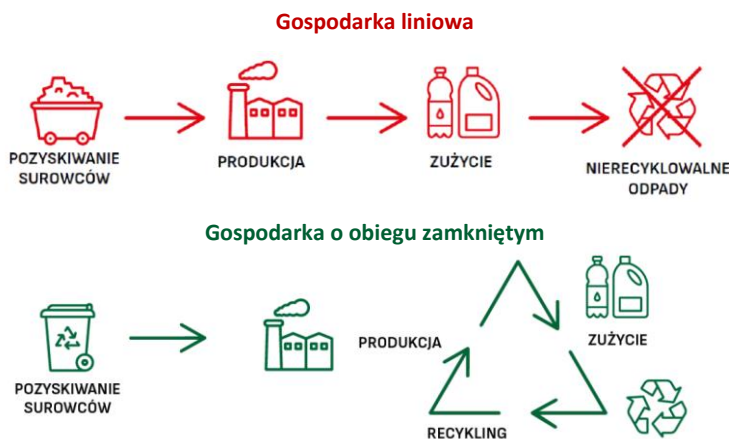 Gospodarka liniowa
POZYSKIWANIE
SUROWCÓW
PRODUKCJA
ZUŻYCIE
NIERECYKLOWALNE
ODPADY
Gospodarka o obiegu zamkniętym
POZYSKIWANIE
SUROWCÓW
PRODUKCJA
ZUŻYCIE
RECYKLING